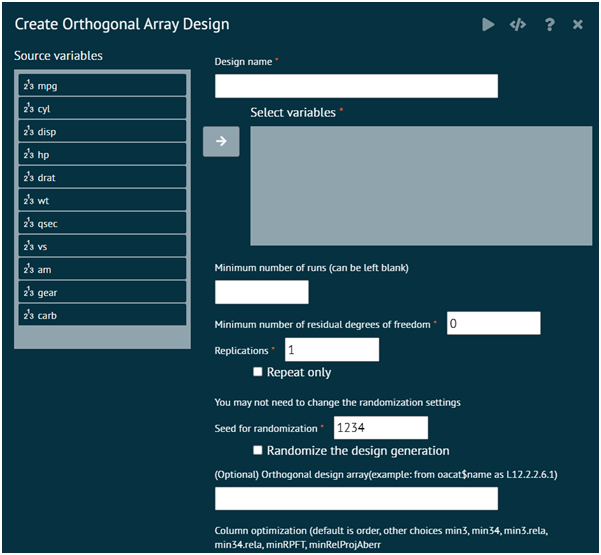 Create Orthogonal Array Design
Source variables
mpg
cyl
disp
hp
drat
wt
qsec
vs
am
gear
carb
Design name *
Select variables *
Minimum number of runs (can be left blank)
Minimum number of residual degrees of freedom * 0
Replications * 1
Repeat only
You may not need to change the randomization settings
Seed for randomization * 1234
Randomize the design generation
(Optional) Orthogonal design array(example: from oacat$name as L12.2.2.6.1)
Column optimization (default is order, other choices min3, min34, min3.rela,
min34.rela, minRPFT, minRelProjAberr